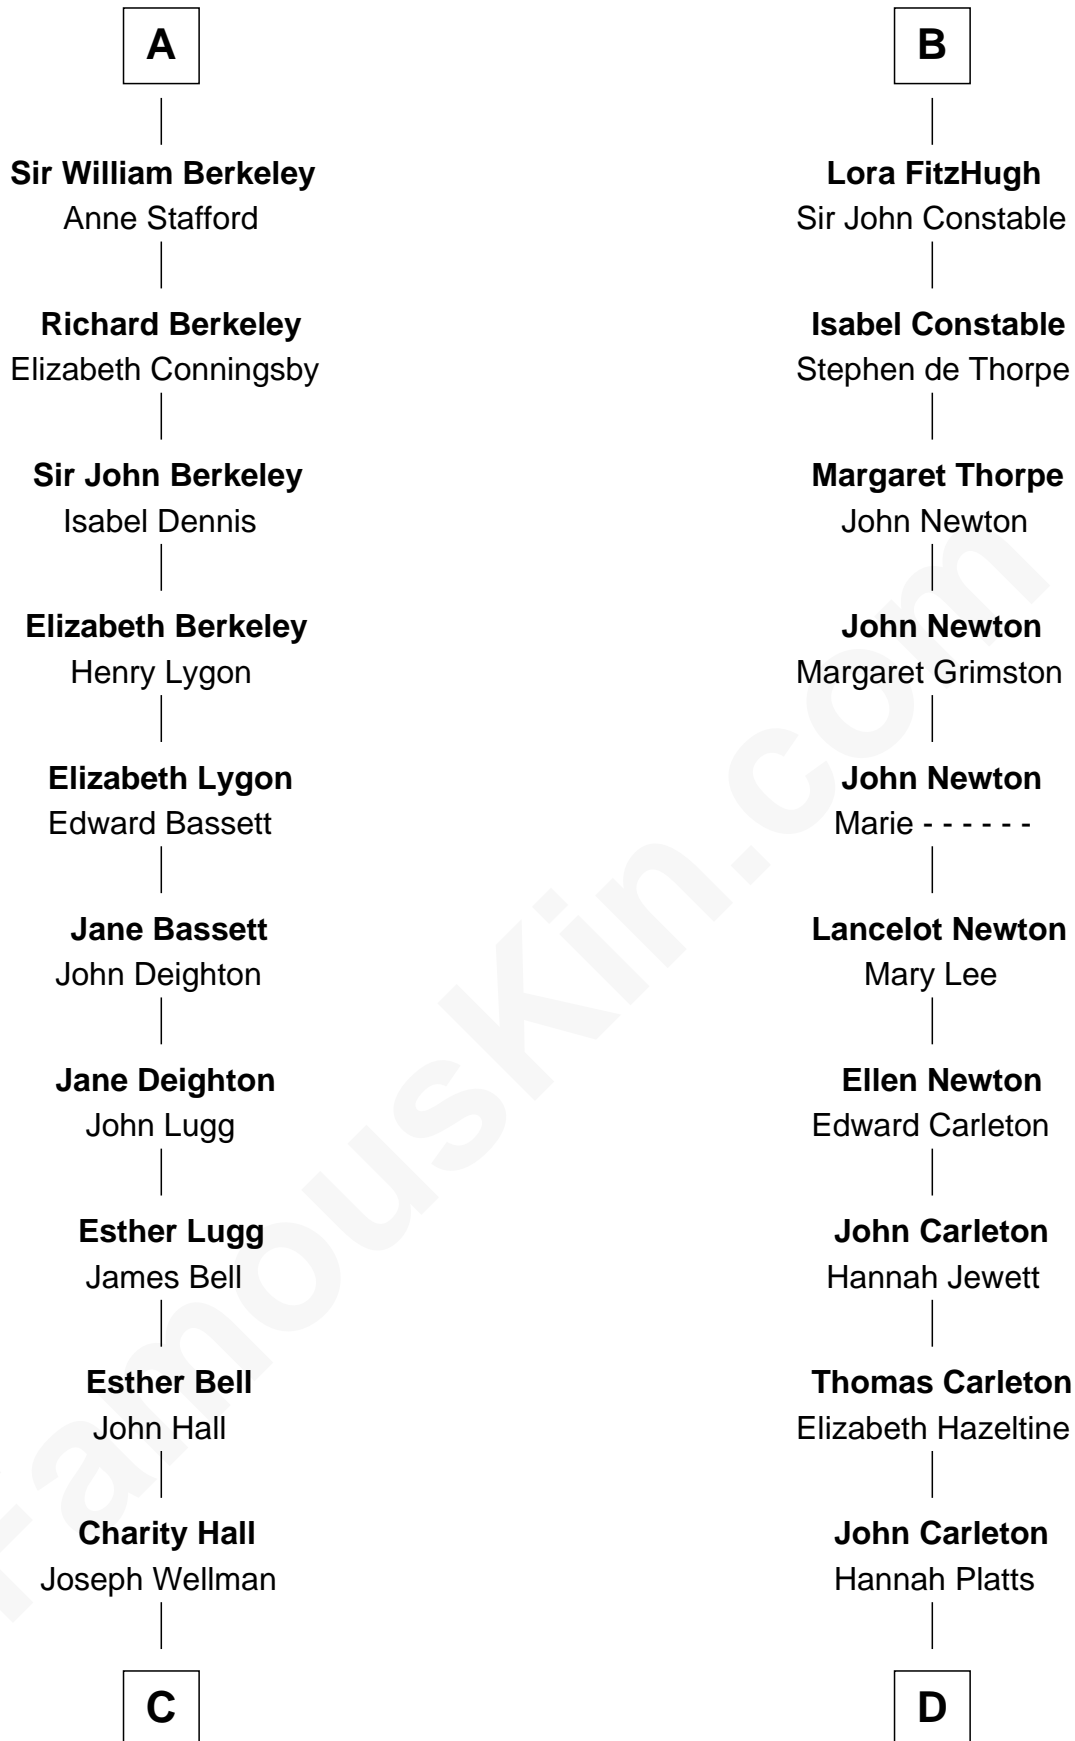 A
Sir William Berkeley
Anne Stafford
Richard Berkeley
Elizabeth Conningsby
Sir John Berkeley
Isabel Dennis
Elizabeth Berkeley
Henry Lygon
Elizabeth Lygon
Edward Bassett
Jane Bassett
John Deighton
Jane Deighton
John Lugg
Esther Lugg
James Bell
Esther Bell
John Hall
Charity Hall
Joseph Wellman
C
B
Lora FitzHugh
Sir John Constable
Isabel Constable
Stephen de Thorpe
Margaret Thorpe
John Newton
John Newton
Margaret Grimston
John Newton
Marie - - - - - -
Lancelot Newton
Mary Lee
Ellen Newton
Edward Carleton
John Carleton
Hannah Jewett
Thomas Carleton
Elizabeth Hazeltine
John Carleton
Hannah Platts
D
FamousKin.com